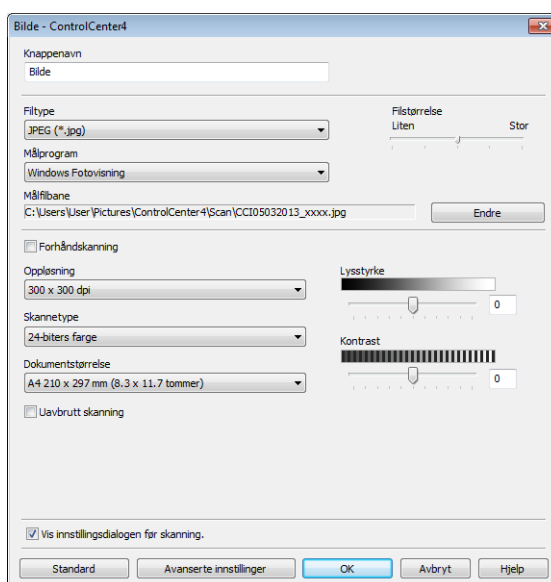 Bilde - ControlCenter4
Knappenavn
Bilde
Filtype
JPEG (*.jpg)
Filstørrelse
Liten Stor
Målprogram
Windows Fotovisning
Målfilbane
C:\Users\User\Pictures\ControlCenter4\Scan\CCI05032013_xxxx.jpg
Endre
Forhåndskanning
Oppløsning
300 x 300 dpi
Skannetype
24-biters farge
Dokumentstørrelse
A4 210 x 297 mm (8.3 x 11.7 tommer)
Uavbrutt skanning
Lysstyrke
0
Kontrast
0
Vis innstillingsdialogen før skanning.
Standard Avanserte innstillinger OK Avbryt Hjelp